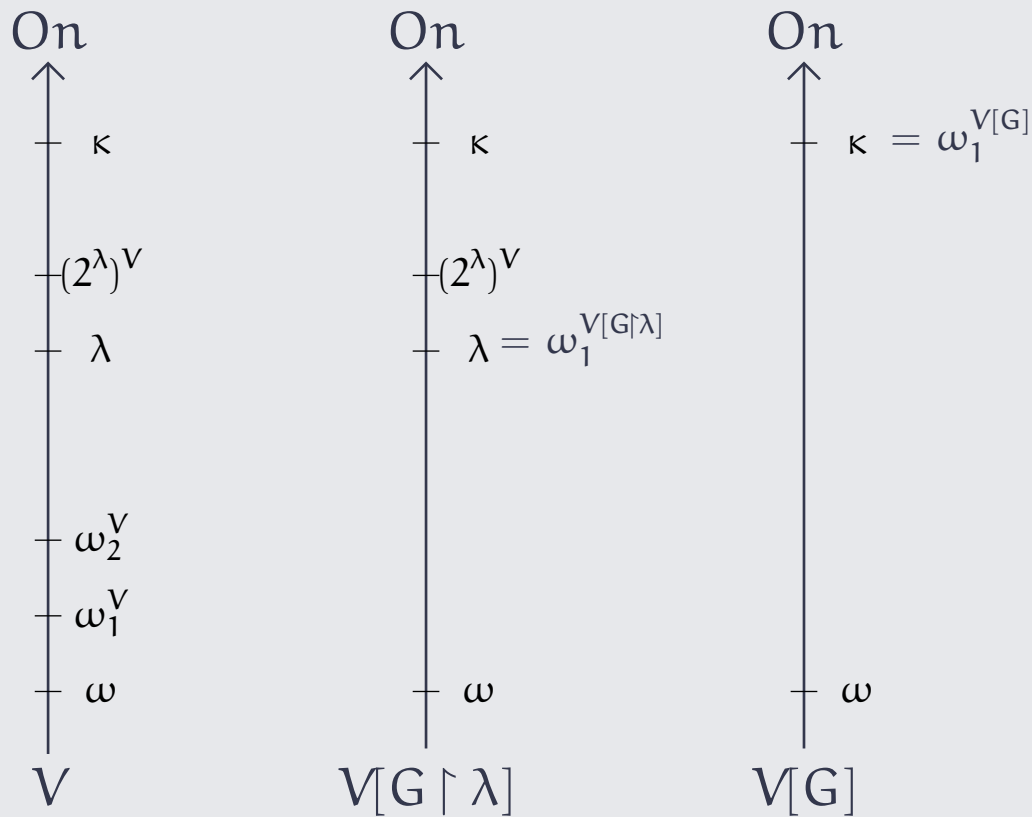 On On On
κ κ κ = ω₁^{V[G]}
(2^λ)^V (2^λ)^V
λ λ = ω₁^{V[G↾λ]}
ω₂^V
ω₁^V
ω ω ω
V V[G ↾ λ] V[G]